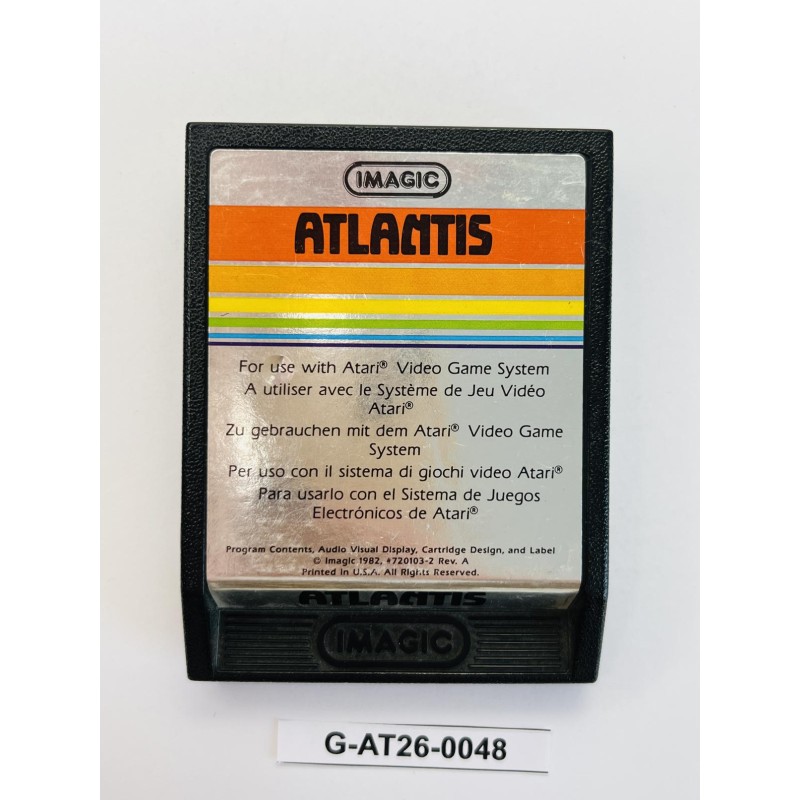 IMAGIC
ATLANTIS
For use with Atari® Video Game System
A utiliser avec le Système de Jeu Vidéo
Atari®
Zu gebrauchen mit dem Atari® Video Game
System
Per uso con il sistema di giochi video Atari®
Para usarlo con el Sistema de Juegos
Electrónicos de Atari®
Program Contents, Audio Visual Display, Cartridge Design, and Label
© Imagic 1982, #720103-2 Rev. A
Printed in U.S.A. All Rights Reserved.
ATLANTIS
IMAGIC
G-AT26-0048